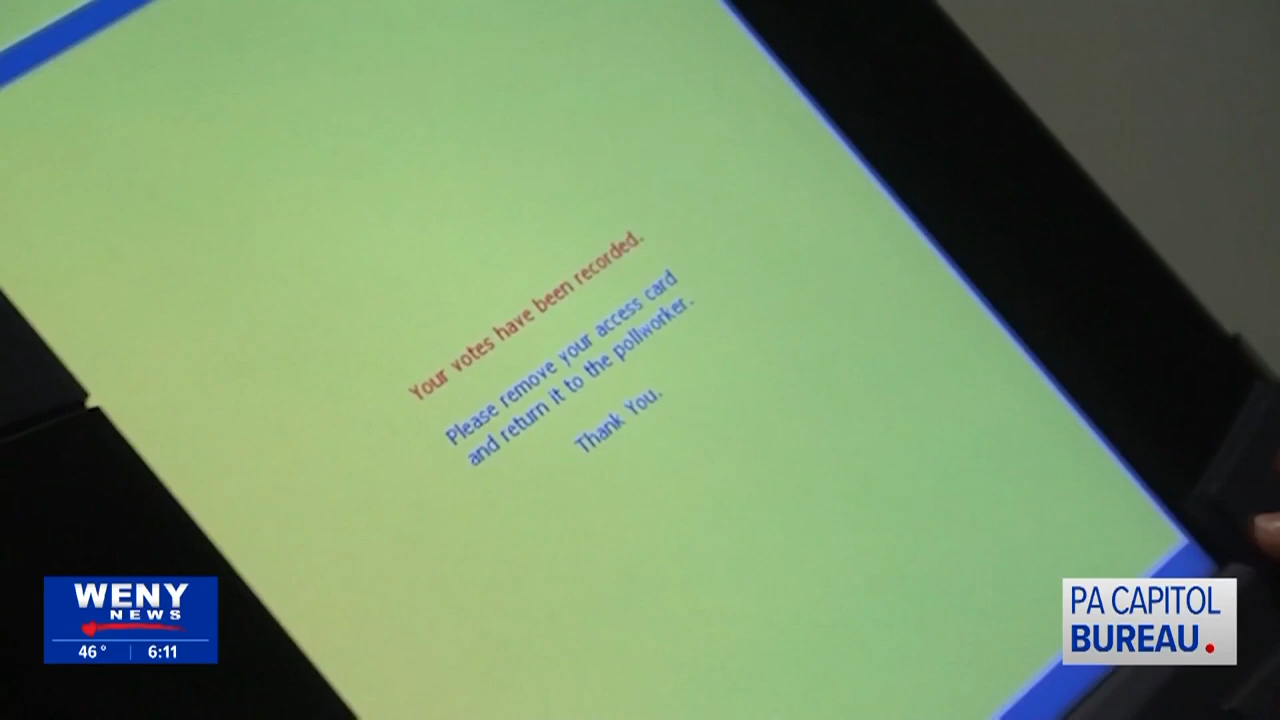 Your votes have been recorded.
Please remove your access card
and return it to the pollworker.
Thank You.
WENY
NEWS
46° 6:11
PA CAPITOL
BUREAU.